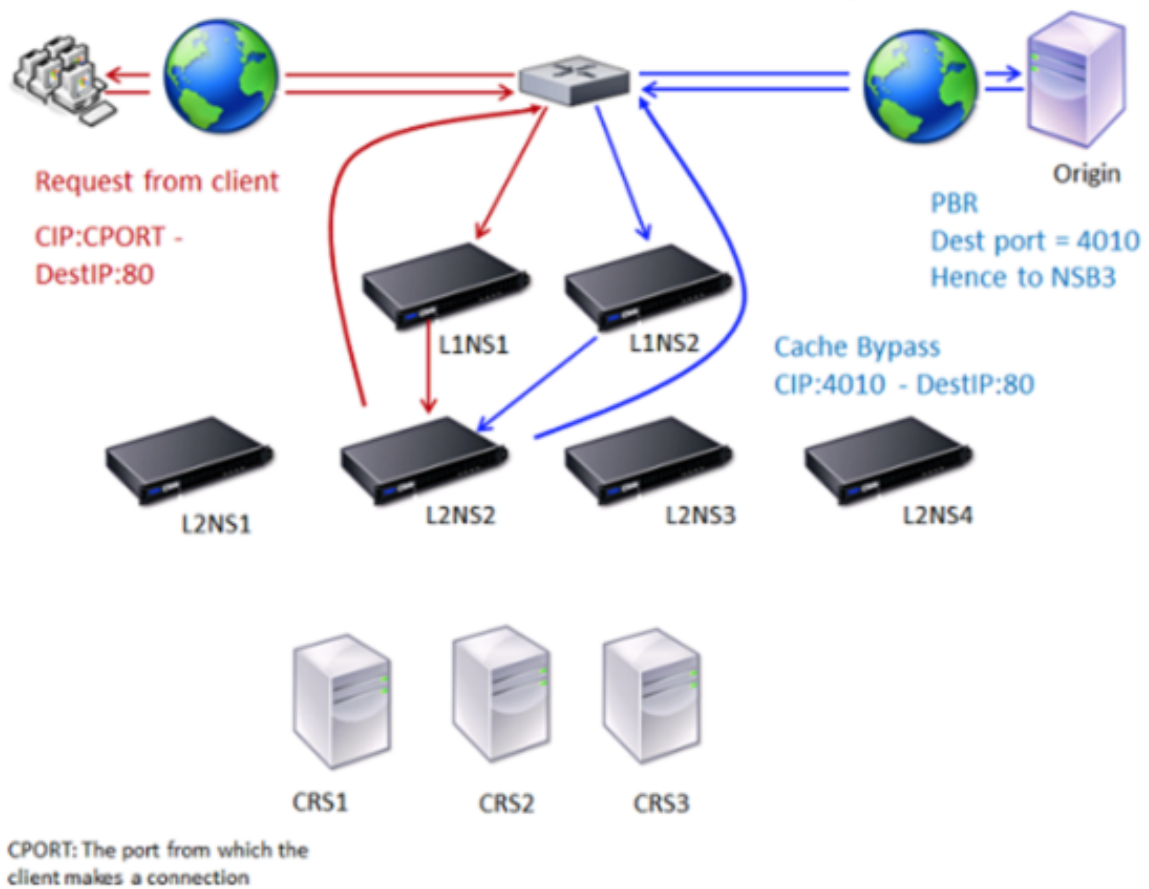 Request from client
CIP:CPORT -
DestIP:80
Origin
PBR
Dest port = 4010
Hence to NSB3
L1NS1
L1NS2
Cache Bypass
CIP:4010 - DestIP:80
L2NS1
L2NS2
L2NS3
L2NS4
CRS1
CRS2
CRS3
CPORT: The port from which the
client makes a connection